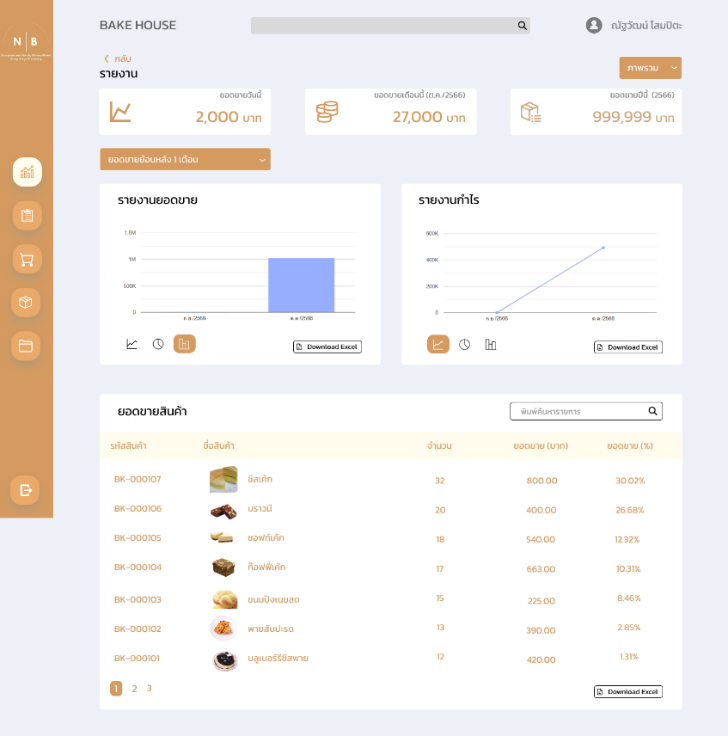 BAKE HOUSE
ณัฐวัฒน์ โสมปิตะ
N B
กลับ
รายงาน
ภาพรวม
ยอดขายวันนี้
2,000 บาท
ยอดขายเดือนนี้ (ต.ค./2566)
27,000 บาท
ยอดขายปีนี้ (2566)
999,999 บาท
ยอดขายย้อนหลัง 1 เดือน
รายงานยอดขาย
1.5M
1M
500K
0
ก.ย./2566
ต.ค./2566
Download Excel
รายงานกำไร
600K
400K
200K
0
ก.ย./2566
ต.ค./2566
Download Excel
ยอดขายสินค้า
พิมพ์ค้นหารายการ
รหัสสินค้า ชื่อสินค้า จำนวน ยอดขาย (บาท) ยอดขาย (%)
BK-000107 ชีสเค้ก 32 800.00 30.02%
BK-000106 บราวนี่ 20 400.00 26.68%
BK-000105 ซอฟท์เค้ก 18 540.00 12.32%
BK-000104 ท๊อฟฟี่เค้ก 17 663.00 10.31%
BK-000103 ขนมปังเนยสด 15 225.00 8.46%
BK-000102 พายสับปะรด 13 390.00 2.85%
BK-000101 บลูเบอร์รีชีสพาย 12 420.00 1.31%
1 2 3
Download Excel